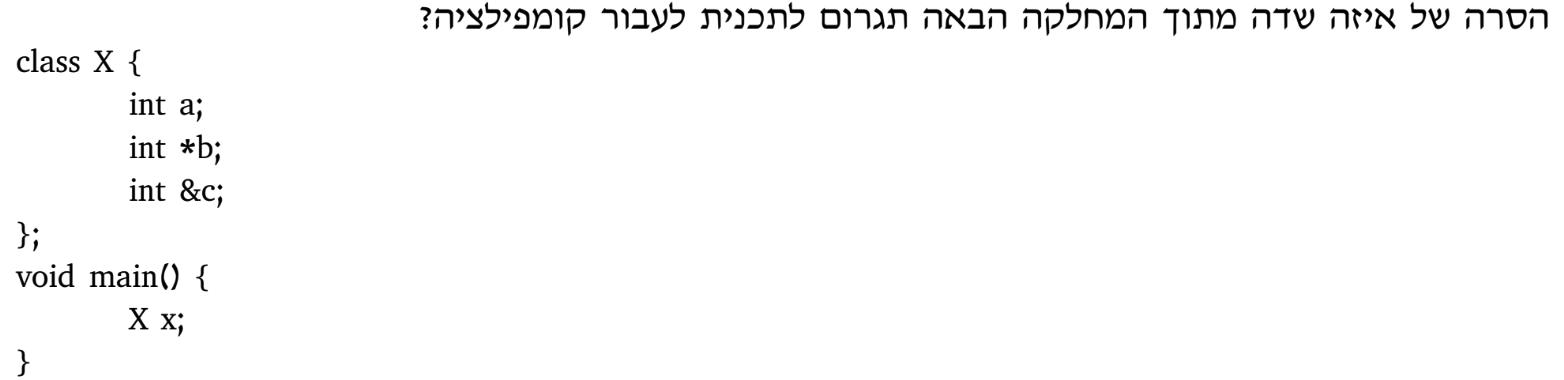 הסרה של איזה שדה מתוך המחלקה הבאה תגרום לתכנית לעבור קומפילציה?
class X {
int a;
int *b;
int &c;
};
void main() {
X x;
}